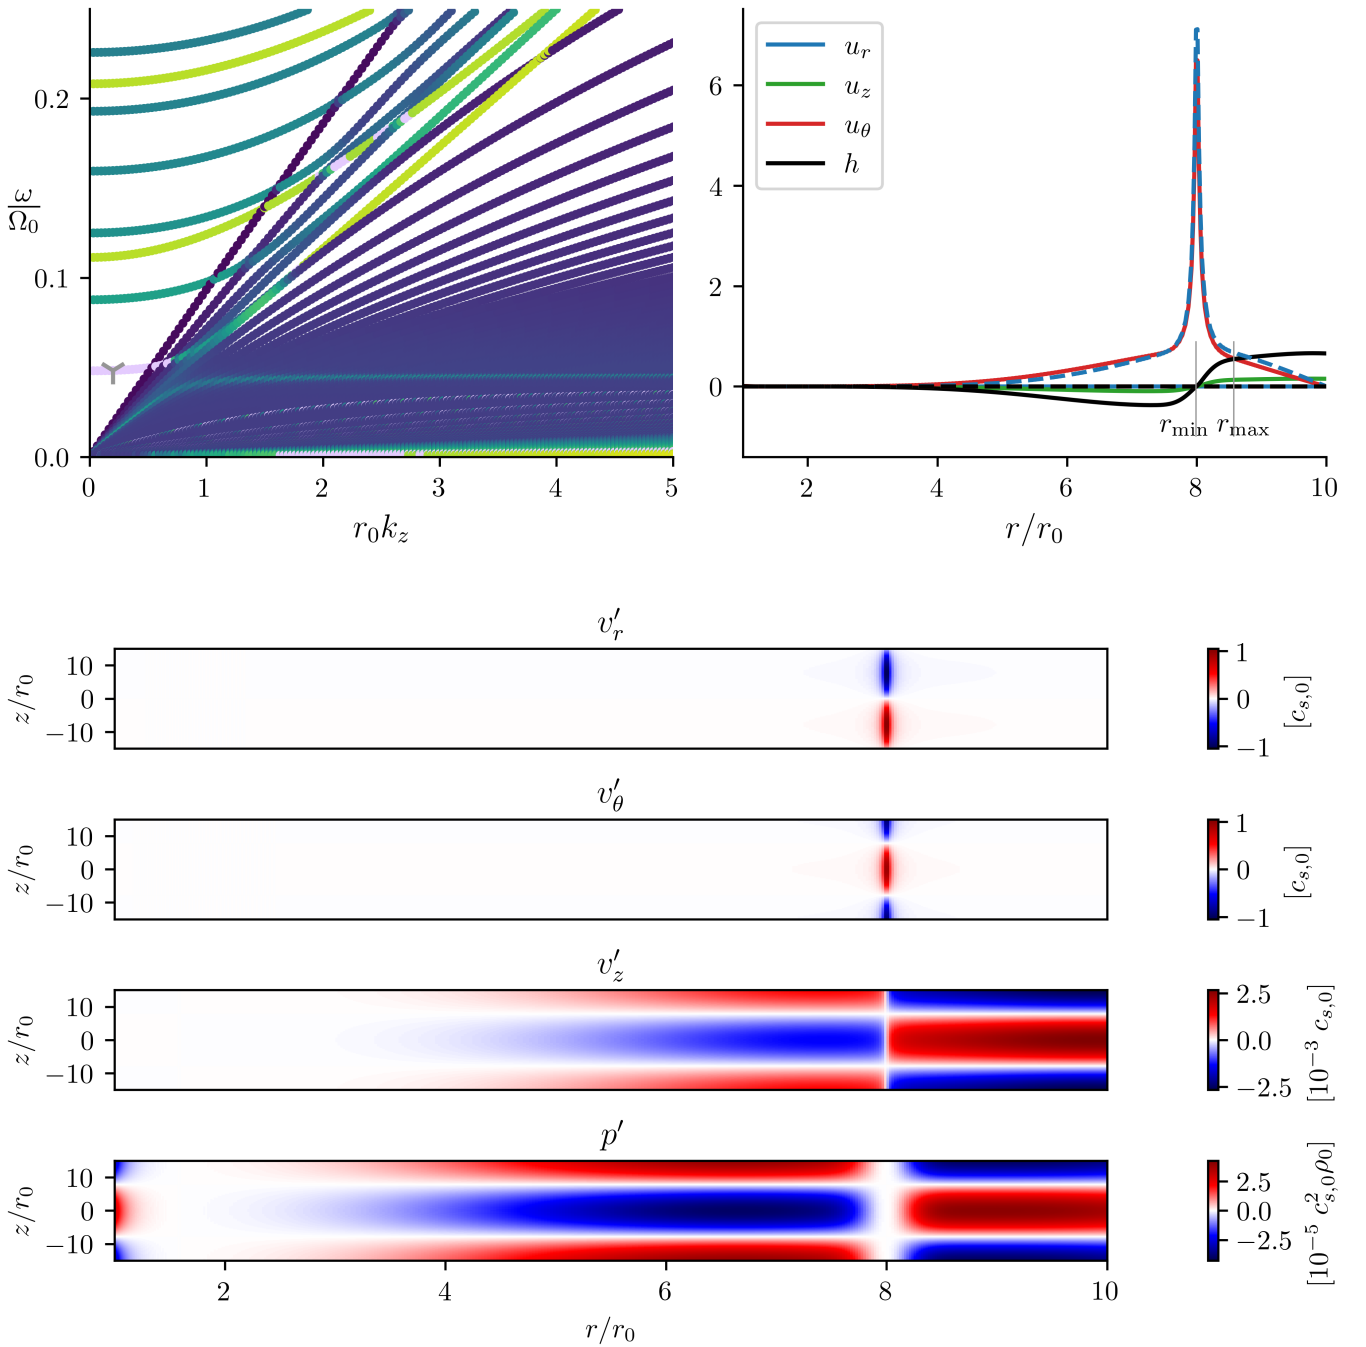 0.2
0.1
0.0
ω/Ω₀
0 1 2 3 4 5
r₀k_z
u_r
u_z
u_θ
h
6
4
2
0
r_min r_max
2 4 6 8 10
r/r₀
v′_r
10
0
−10
z/r₀
1
0
−1
[c_{s,0}]
v′_θ
10
0
−10
z/r₀
1
0
−1
[c_{s,0}]
v′_z
10
0
−10
z/r₀
2.5
0.0
−2.5
[10⁻³ c_{s,0}]
p′
10
0
−10
z/r₀
2.5
0.0
−2.5
[10⁻⁵ c²_{s,0}ρ₀]
2 4 6 8 10
r/r₀